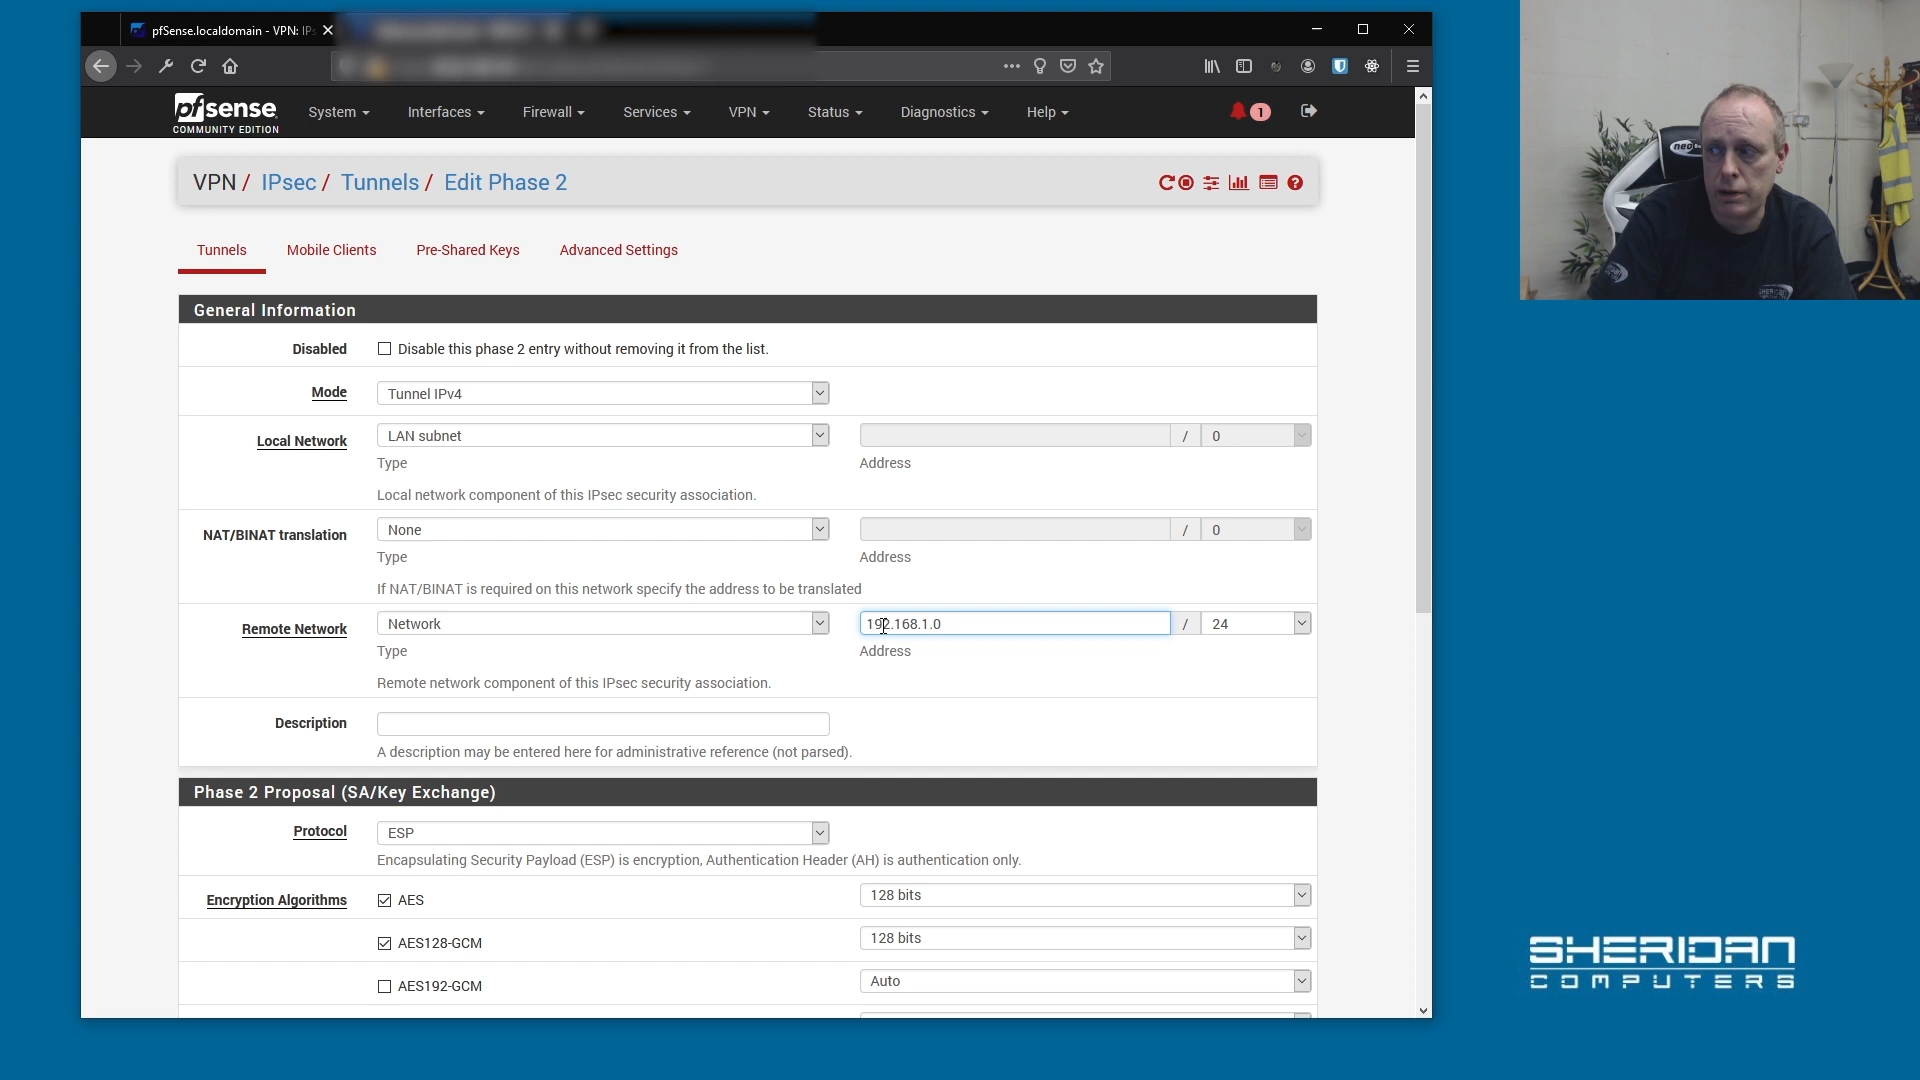 pfSense.localdomain - VPN: IPs
pfsense
COMMUNITY EDITION
System Interfaces Firewall Services VPN Status Diagnostics Help 1
VPN / IPsec / Tunnels / Edit Phase 2
Tunnels Mobile Clients Pre-Shared Keys Advanced Settings
General Information
Disabled Disable this phase 2 entry without removing it from the list.
Mode Tunnel IPv4
Local Network LAN subnet / 0
Type Address
Local network component of this IPsec security association.
NAT/BINAT translation None / 0
Type Address
If NAT/BINAT is required on this network specify the address to be translated
Remote Network Network 192.168.1.0 / 24
Type Address
Remote network component of this IPsec security association.
Description
A description may be entered here for administrative reference (not parsed).
Phase 2 Proposal (SA/Key Exchange)
Protocol ESP
Encapsulating Security Payload (ESP) is encryption, Authentication Header (AH) is authentication only.
Encryption Algorithms AES 128 bits
AES128-GCM 128 bits
AES192-GCM Auto
neo
SHERIDAN
SHERIDAN
COMPUTERS